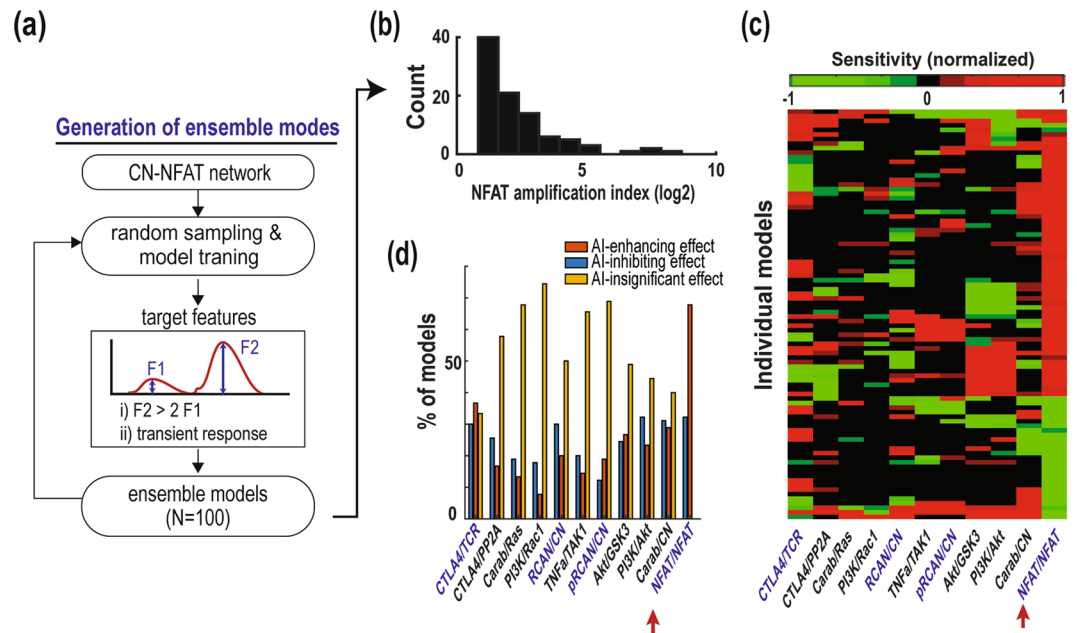 (a)
Generation of ensemble modes
CN-NFAT network
random sampling &
model traning
target features
F1
F2
i) F2 > 2 F1
ii) transient response
ensemble models
(N=100)
(b)
Count
40
20
0
0
5
10
NFAT amplification index (log2)
(c)
Sensitivity (normalized)
-1
0
1
Individual models
CTLA4/TCR
CTLA4/PP2A
Carab/Ras
PI3K/Rac1
RCAN/CN
TNFa/TAK1
pRCAN/CN
Akt/GSK3
PI3K/Akt
Carab/CN
NFAT/NFAT
(d)
AI-enhancing effect
AI-inhibiting effect
AI-insignificant effect
% of models
50
0
CTLA4/TCR
CTLA4/PP2A
Carab/Ras
PI3K/Rac1
RCAN/CN
TNFa/TAK1
pRCAN/CN
Akt/GSK3
PI3K/Akt
Carab/CN
NFAT/NFAT